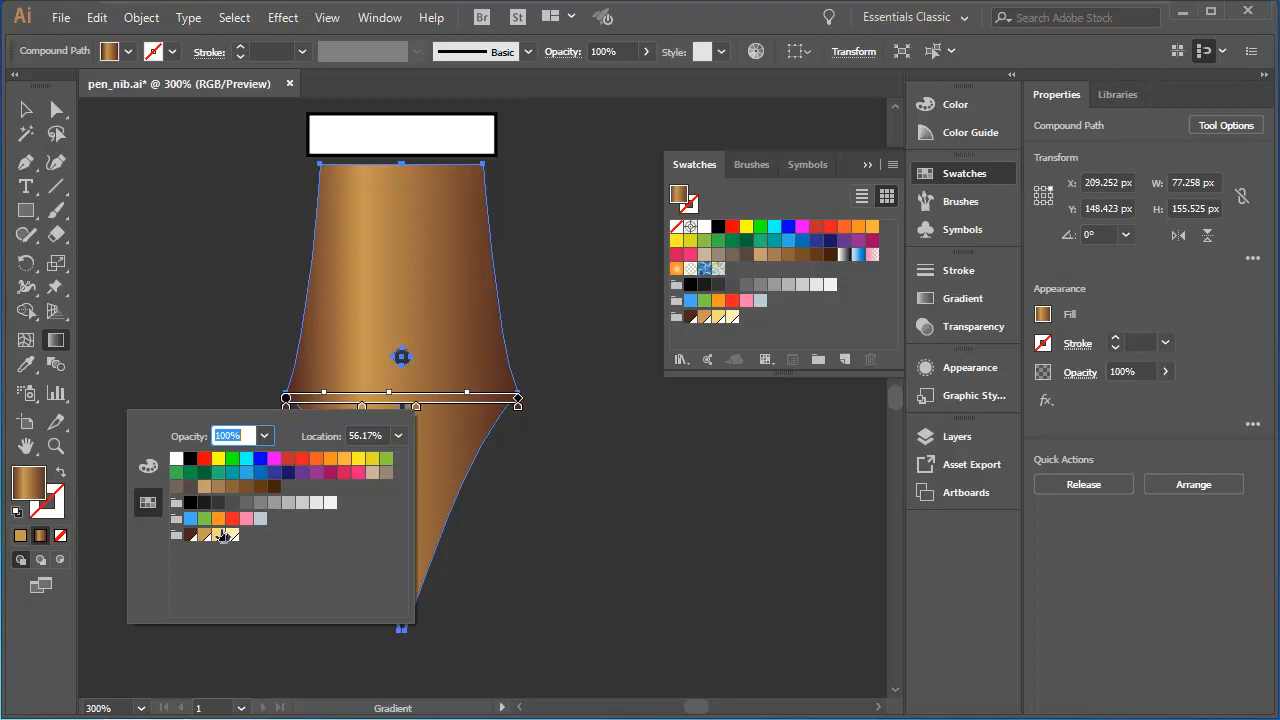 Ai File Edit Object Type Select Effect View Window Help Br St Essentials Classic Search Adobe Stock
Compound Path Stroke: Basic Opacity: 100% Style: Transform
pen_nib.ai* @ 300% (RGB/Preview)
Swatches Brushes Symbols
Opacity: 100% Location: 56.17%
Color
Color Guide
Swatches
Brushes
Symbols
Stroke
Gradient
Transparency
Appearance
Graphic Sty...
Layers
Asset Export
Artboards
Properties Libraries
Compound Path Tool Options
Transform
X: 209.252 px W: 77.258 px
Y: 148.423 px H: 155.525 px
0°
Appearance
Fill
Stroke
Opacity 100%
fx.
Quick Actions
Release Arrange
300% 1 Gradient